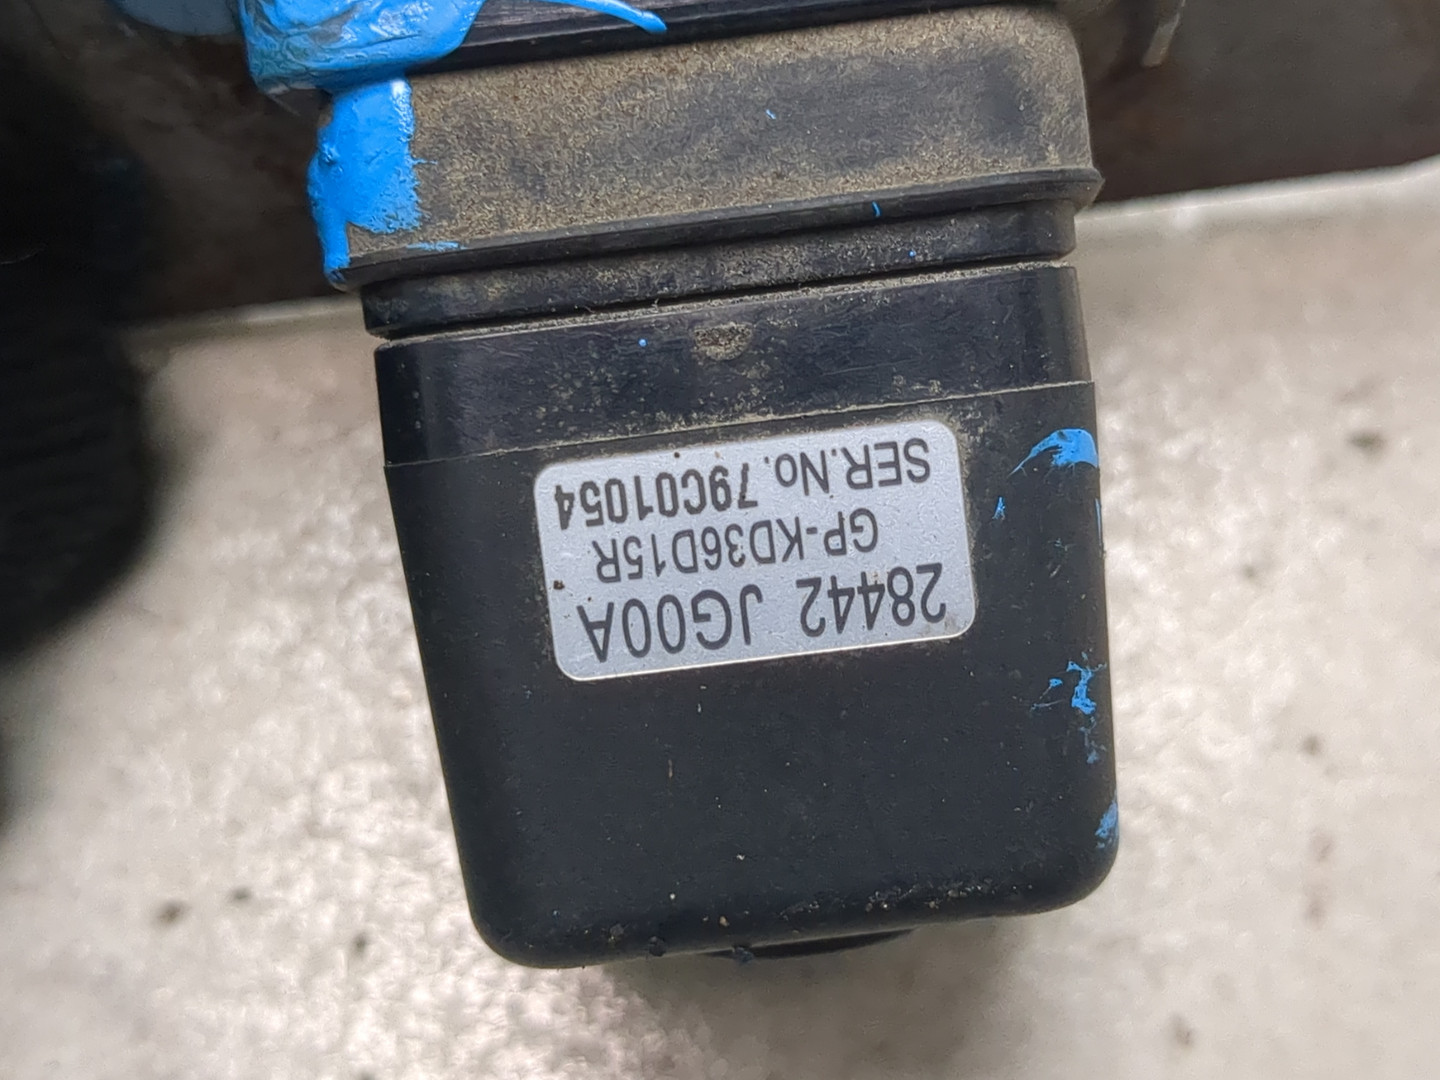 28442 JG00A
GP-KD36D15R
SER.No.79C01054